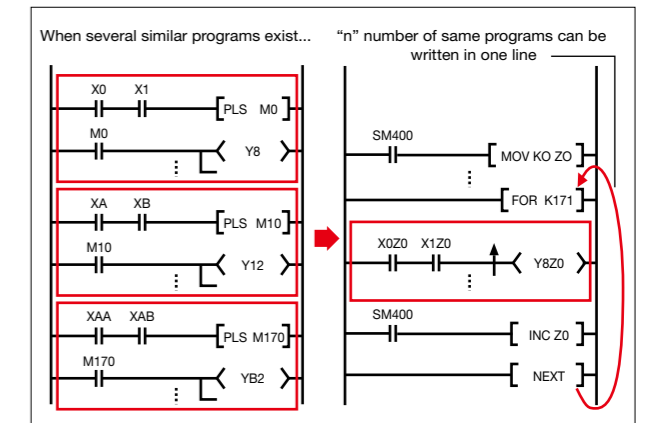 When several similar programs exist...
“n” number of same programs can be
written in one line
X0 X1
PLS M0
M0
Y8
XA XB
PLS M10
M10
Y12
XAA XAB
PLS M170
M170
YB2
SM400
MOV KO ZO
FOR K171
X0Z0 X1Z0
Y8Z0
SM400
INC Z0
NEXT